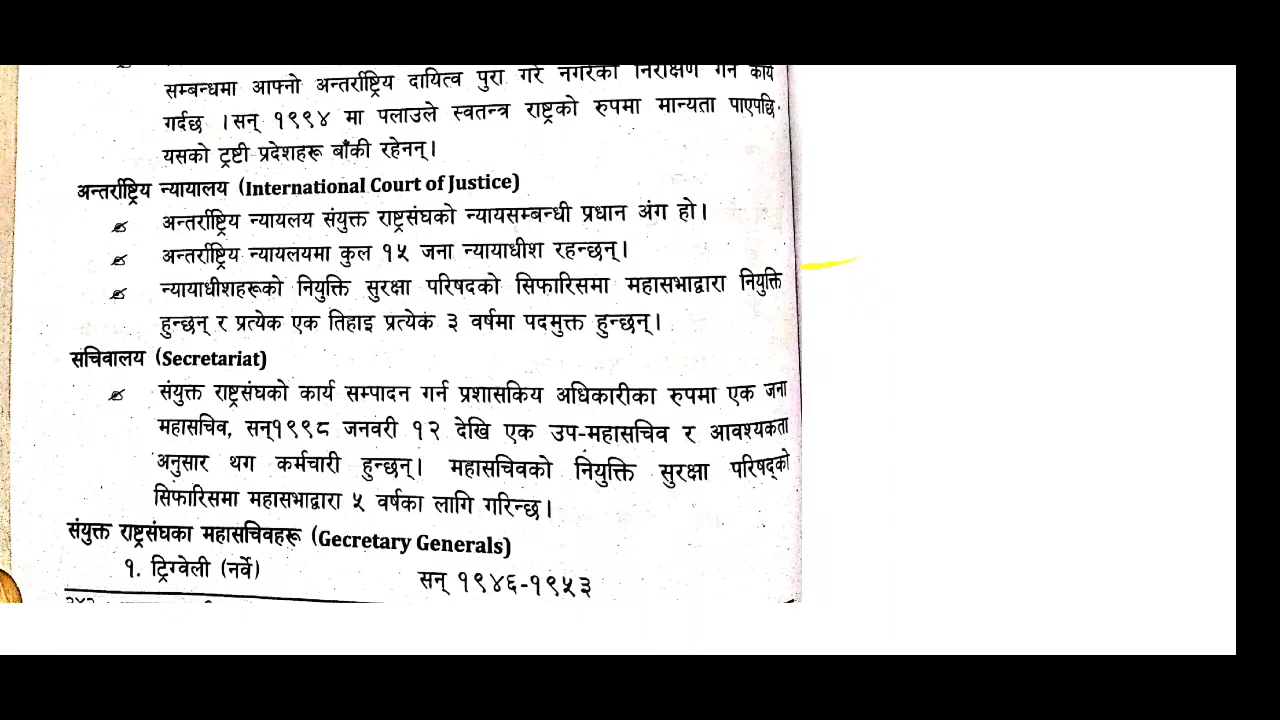 सम्बन्धमा आफ्नो अन्तर्राष्ट्रिय दायित्व पुरा गरे नगरेको निरीक्षण गर्ने कार्य
गर्दछ ।सन् १९९४ मा पलाउले स्वतन्त्र राष्ट्रको रुपमा मान्यता पाएपछि
यसको ट्रष्टी प्रदेशहरू बाँकी रहेनन्।
अन्तर्राष्ट्रिय न्यायालय (International Court of Justice)
अन्तर्राष्ट्रिय न्यायलय संयुक्त राष्ट्रसंघको न्यायसम्बन्धी प्रधान अंग हो।
अन्तर्राष्ट्रिय न्यायलयमा कुल १५ जना न्यायाधीश रहन्छन्।
न्यायाधीशहरूको नियुक्ति सुरक्षा परिषदको सिफारिसमा महासभाद्वारा नियुक्ति
हुन्छन् र प्रत्येक एक तिहाइ प्रत्येक ३ वर्षमा पदमुक्त हुन्छन्।
सचिवालय (Secretariat)
संयुक्त राष्ट्रसंघको कार्य सम्पादन गर्न प्रशासकिय अधिकारीका रुपमा एक जना
महासचिव, सन्१९९८ जनवरी १२ देखि एक उप-महासचिव र आवश्यकता
अनुसार थग कर्मचारी हुन्छन्। महासचिवको नियुक्ति सुरक्षा परिषद्को
सिफारिसमा महासभाद्वारा ५ वर्षका लागि गरिन्छ।
संयुक्त राष्ट्रसंघका महासचिवहरू (Gecretary Generals)
१. ट्रिग्वेली (नर्वे) सन् १९४६-१९५३